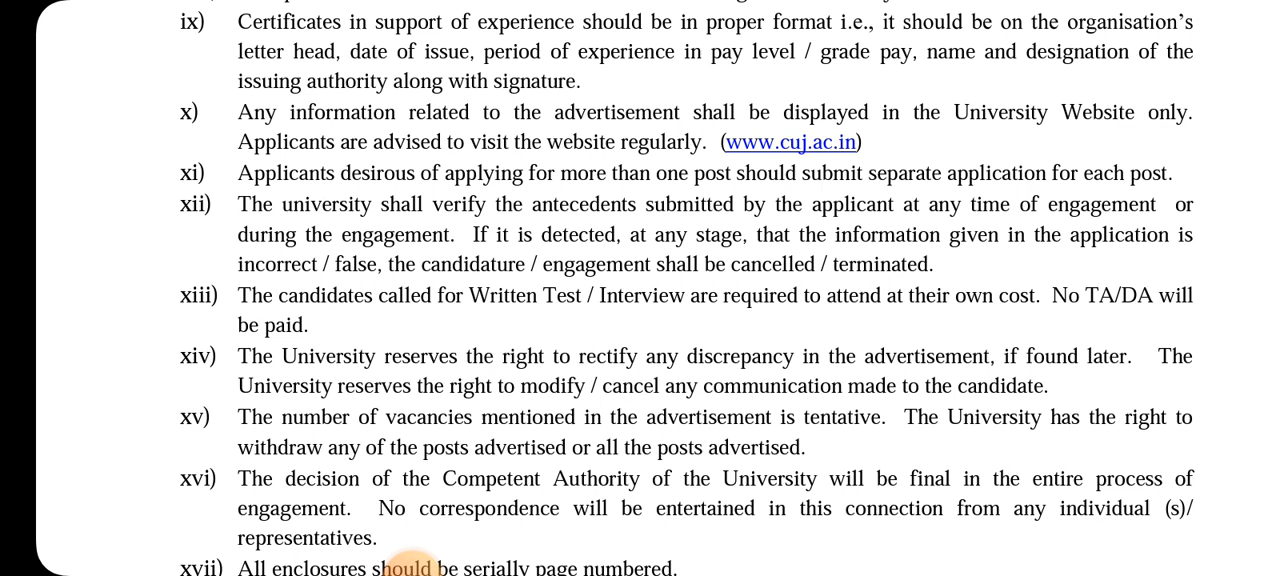 ix) Certificates in support of experience should be in proper format i.e., it should be on the organisation's
letter head, date of issue, period of experience in pay level / grade pay, name and designation of the
issuing authority along with signature.
x) Any information related to the advertisement shall be displayed in the University Website only.
Applicants are advised to visit the website regularly. (www.cuj.ac.in)
xi) Applicants desirous of applying for more than one post should submit separate application for each post.
xii) The university shall verify the antecedents submitted by the applicant at any time of engagement or
during the engagement. If it is detected, at any stage, that the information given in the application is
incorrect / false, the candidature / engagement shall be cancelled / terminated.
xiii) The candidates called for Written Test / Interview are required to attend at their own cost. No TA/DA will
be paid.
xiv) The University reserves the right to rectify any discrepancy in the advertisement, if found later. The
University reserves the right to modify / cancel any communication made to the candidate.
xv) The number of vacancies mentioned in the advertisement is tentative. The University has the right to
withdraw any of the posts advertised or all the posts advertised.
xvi) The decision of the Competent Authority of the University will be final in the entire process of
engagement. No correspondence will be entertained in this connection from any individual (s)/
representatives.
xvii) All enclosures should be serially page numbered.